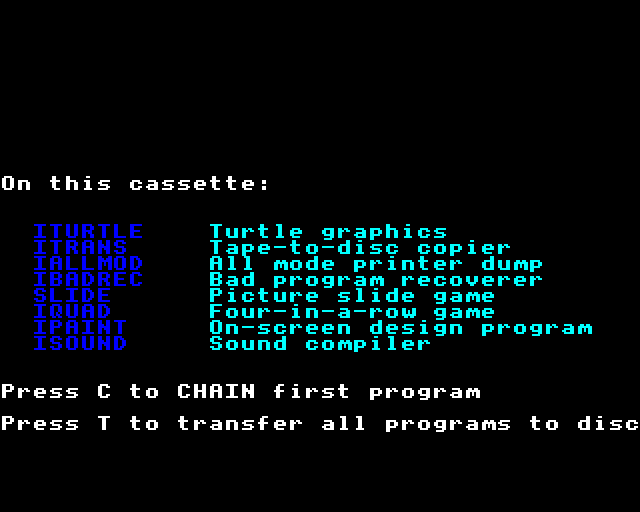 On this cassette:
ITURTLE Turtle graphics
ITRANS Tape-to-disc copier
IALLMOD All mode printer dump
IBADREC Bad program recoverer
SLIDE Picture slide game
IQUAD Four-in-a-row game
IPAINT On-screen design program
ISOUND Sound compiler
Press C to CHAIN first program
Press T to transfer all programs to disc